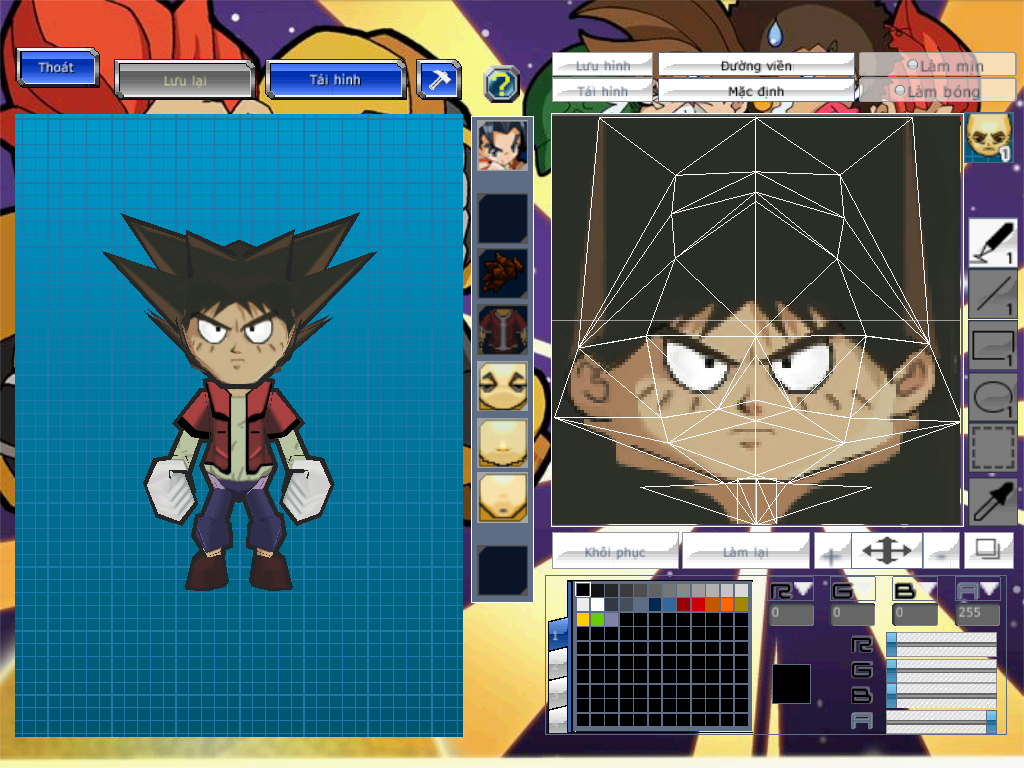 Thoát
Lưu lại
Tải hình
?
Lưu hình
Đường viền
Làm mịn
Tải hình
Mặc định
Làm bóng
1
1
1
1
1
Khôi phục
Làm lại
+
-
R
G
B
A
0
0
0
255
1
R
G
B
A